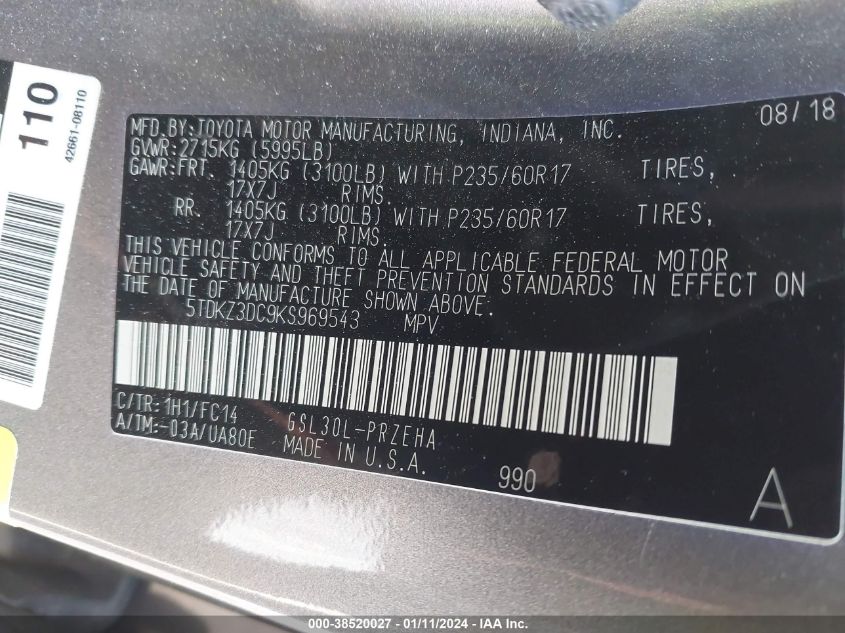 110
42661-08110
08/18
MFD.BY:TOYOTA MOTOR MANUFACTURING, INDIANA, INC.
GVWR:2715KG (5995LB)
GAWR:FRT. 1405KG (3100LB) WITH P235/60R17 TIRES,
17X7J RIMS
RR. 1405KG (3100LB) WITH P235/60R17 TIRES,
17X7J RIMS.
THIS VEHICLE CONFORMS TO ALL APPLICABLE FEDERAL MOTOR
VEHICLE SAFETY AND THEFT PREVENTION STANDARDS IN EFFECT ON
THE DATE OF MANUFACTURE SHOWN ABOVE.
5TDKZ3DC9KS969543 MPV
C/TR:1H1/FC14 GSL30L-PRZEHA
A/TM:-03A/UA80E MADE IN U.S.A.
990
A
000-38520027 - 01/11/2024 - IAA Inc.